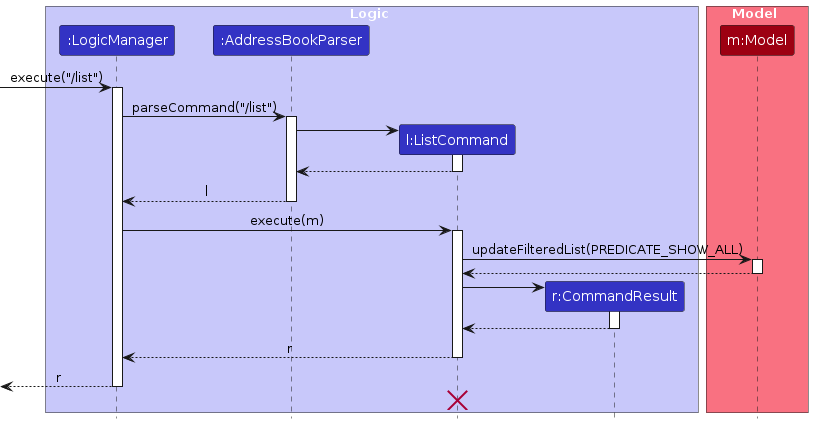 Logic
Model
:LogicManager
:AddressBookParser
m:Model
execute("/list")
parseCommand("/list")
l:ListCommand
l
execute(m)
updateFilteredList(PREDICATE_SHOW_ALL)
r:CommandResult
r
r